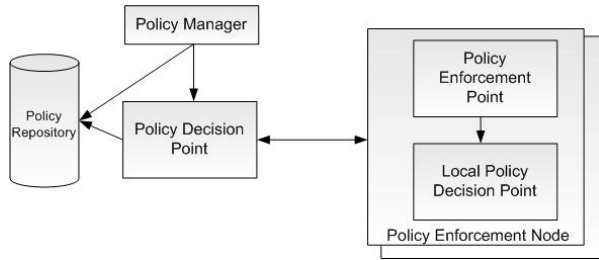 Policy Manager
Policy
Repository
Policy Decision
Point
Policy
Enforcement
Point
Local Policy
Decision Point
Policy Enforcement Node